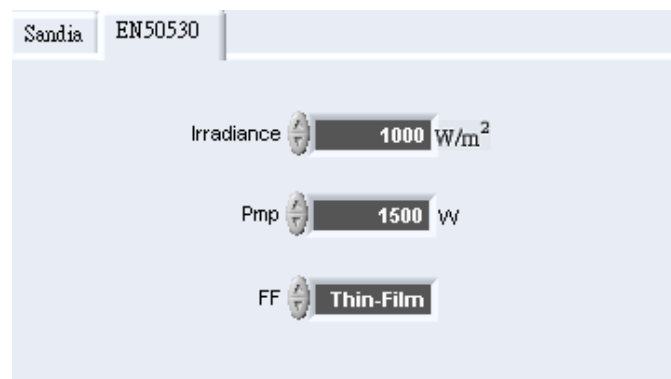 Sandia EN50530
Irradiance 1000 W/m²
Pmp 1500 W
FF Thin-Film